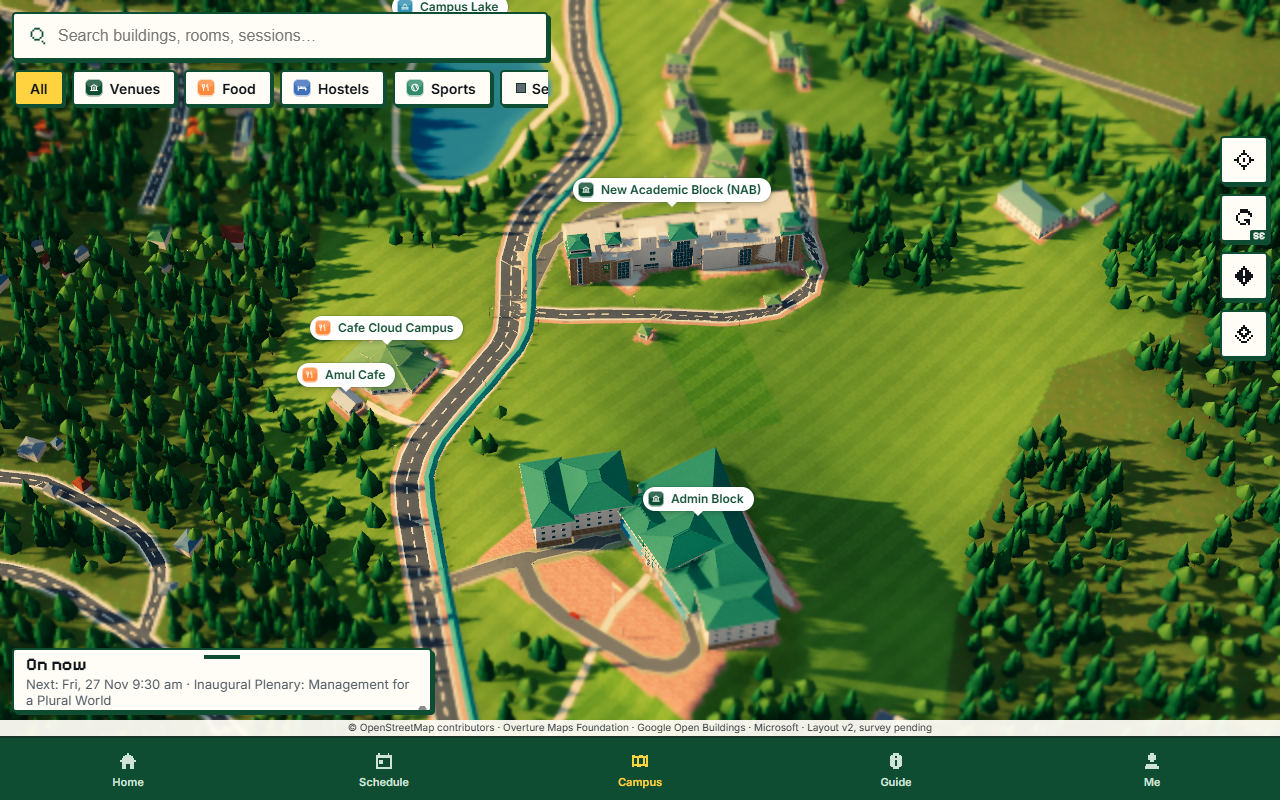 Campus Lake
Search buildings, rooms, sessions…
All
Venues
Food
Hostels
Sports
Se
New Academic Block (NAB)
SE
Cafe Cloud Campus
Amul Cafe
Admin Block
On now
Next: Fri, 27 Nov 9:30 am · Inaugural Plenary: Management for
a Plural World
© OpenStreetMap contributors · Overture Maps Foundation · Google Open Buildings · Microsoft · Layout v2, survey pending
Home
Schedule
Campus
Guide
Me